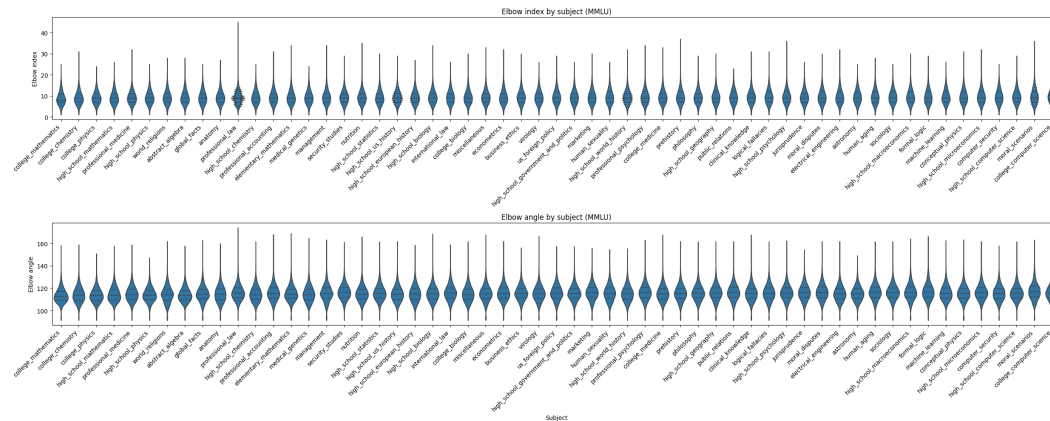 Elbow index by subject (MMLU)
Elbow index
40
30
20
10
0
college_mathematics
college_chemistry
college_physics
high_school_mathematics
professional_medicine
high_school_physics
world_religions
abstract_algebra
global_facts
anatomy
professional_law
high_school_chemistry
professional_accounting
elementary_mathematics
medical_genetics
management
security_studies
nutrition
high_school_statistics
high_school_us_history
high_school_european_history
high_school_biology
international_law
college_biology
miscellaneous
econometrics
business_ethics
virology
us_foreign_policy
high_school_government_and_politics
marketing
human_sexuality
high_school_world_history
professional_psychology
college_medicine
prehistory
philosophy
high_school_geography
public_relations
clinical_knowledge
logical_fallacies
high_school_psychology
jurisprudence
moral_disputes
electrical_engineering
astronomy
human_aging
sociology
high_school_macroeconomics
formal_logic
machine_learning
conceptual_physics
high_school_microeconomics
computer_security
high_school_computer_science
moral_scenarios
college_computer_science
Elbow angle by subject (MMLU)
Elbow angle
160
140
120
100
college_mathematics
college_chemistry
college_physics
high_school_mathematics
professional_medicine
high_school_physics
world_religions
abstract_algebra
global_facts
anatomy
professional_law
high_school_chemistry
professional_accounting
elementary_mathematics
medical_genetics
management
security_studies
nutrition
high_school_statistics
high_school_us_history
high_school_european_history
high_school_biology
international_law
college_biology
miscellaneous
econometrics
business_ethics
virology
us_foreign_policy
high_school_government_and_politics
marketing
human_sexuality
high_school_world_history
professional_psychology
college_medicine
prehistory
philosophy
high_school_geography
public_relations
clinical_knowledge
logical_fallacies
high_school_psychology
jurisprudence
moral_disputes
electrical_engineering
astronomy
human_aging
sociology
high_school_macroeconomics
formal_logic
machine_learning
conceptual_physics
high_school_microeconomics
computer_security
high_school_computer_science
moral_scenarios
college_computer_science
Subject